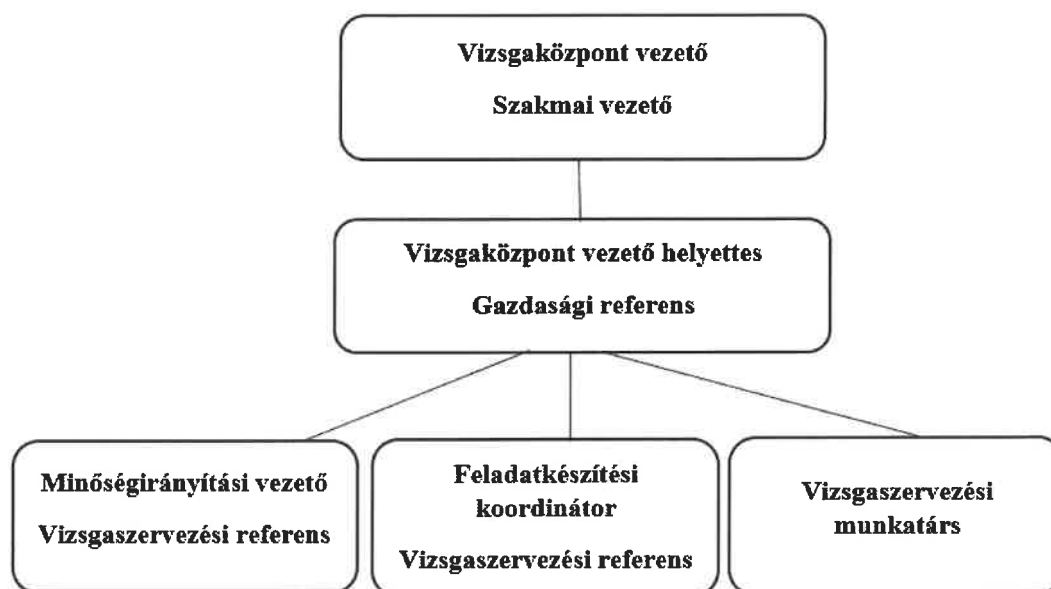 Vizsgaközpont vezető
Szakmai vezető
Vizsgaközpont vezető helyettes
Gazdasági referens
Minőségirányítási vezető
Vizsgaszervezési referens
Feladatkészítési
koordinátor
Vizsgaszervezési referens
Vizsgaszervezési
munkatárs